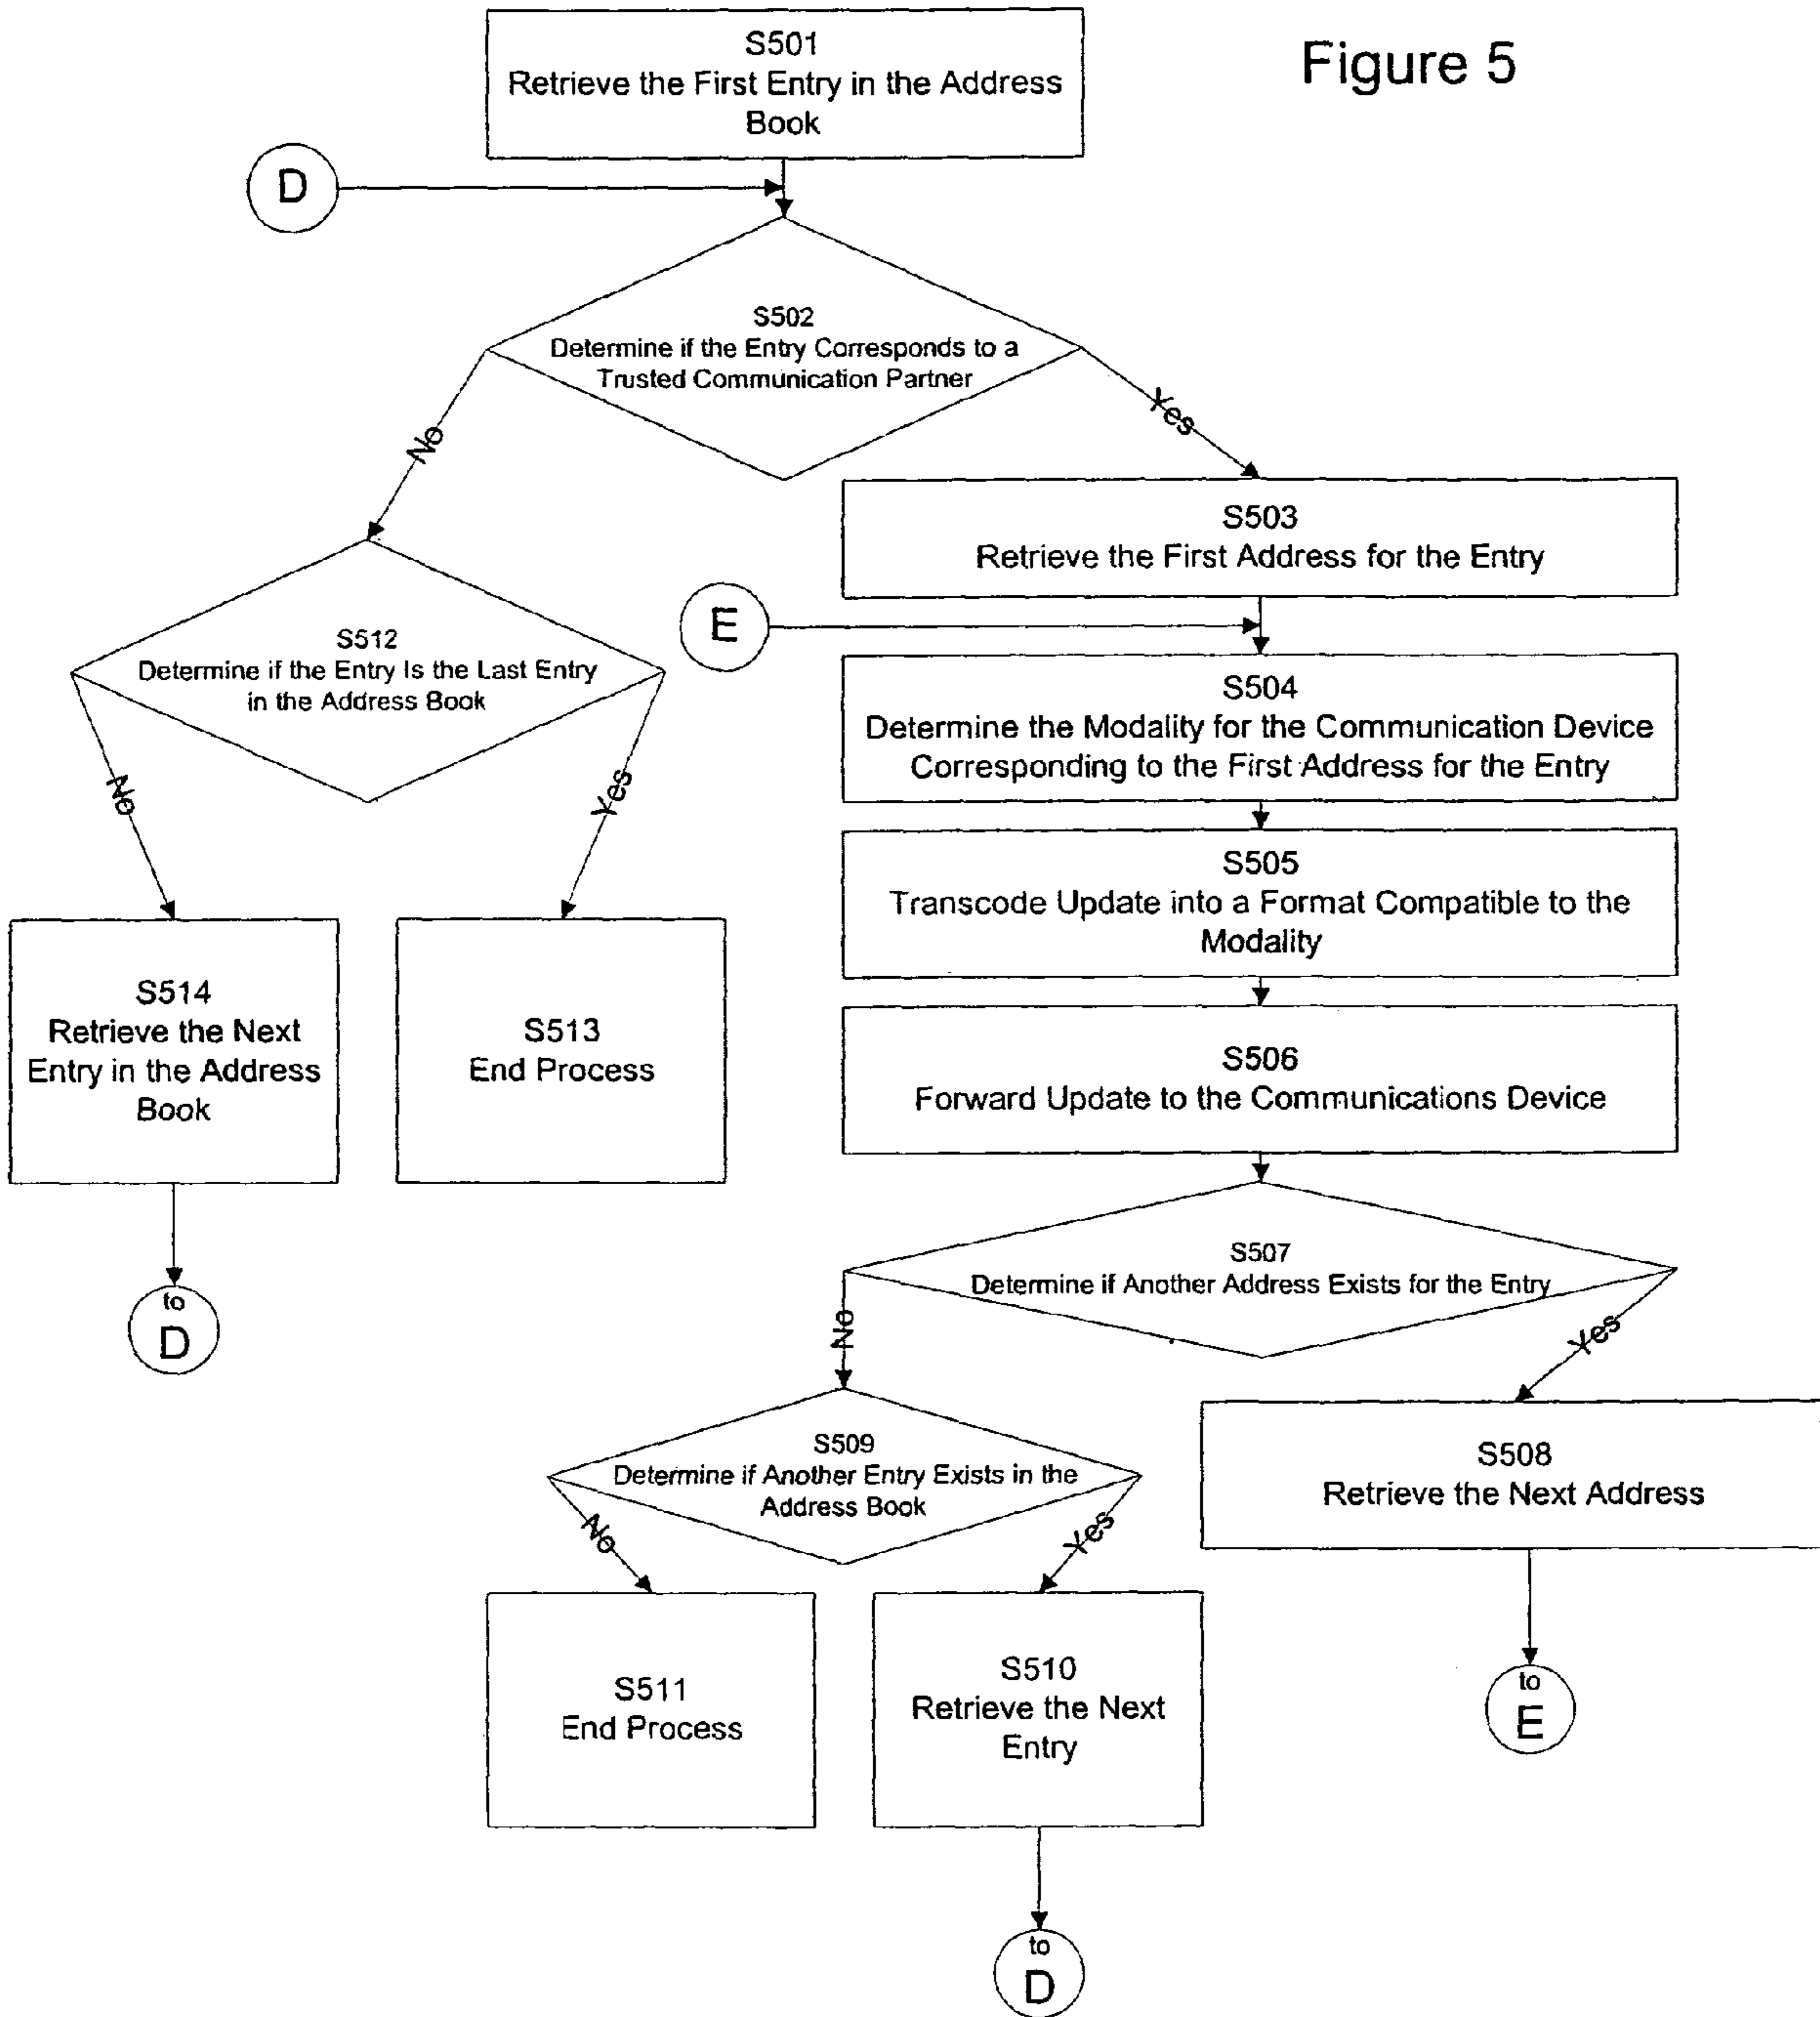 Figure 5
S501
Retrieve the First Entry in the Address
Book
D
S502
Determine if the Entry Corresponds to a
Trusted Communication Partner
No
Yes
S503
Retrieve the First Address for the Entry
E
S512
Determine if the Entry Is the Last Entry
in the Address Book
S504
Determine the Modality for the Communication Device
Corresponding to the First Address for the Entry
No
Yes
S505
Transcode Update into a Format Compatible to the
Modality
S514
Retrieve the Next
Entry in the Address
Book
S513
End Process
S506
Forward Update to the Communications Device
S507
Determine if Another Address Exists for the Entry
to
D
No
Yes
S509
Determine if Another Entry Exists in the
Address Book
S508
Retrieve the Next Address
No
Yes
S511
End Process
S510
Retrieve the Next
Entry
to
E
to
D